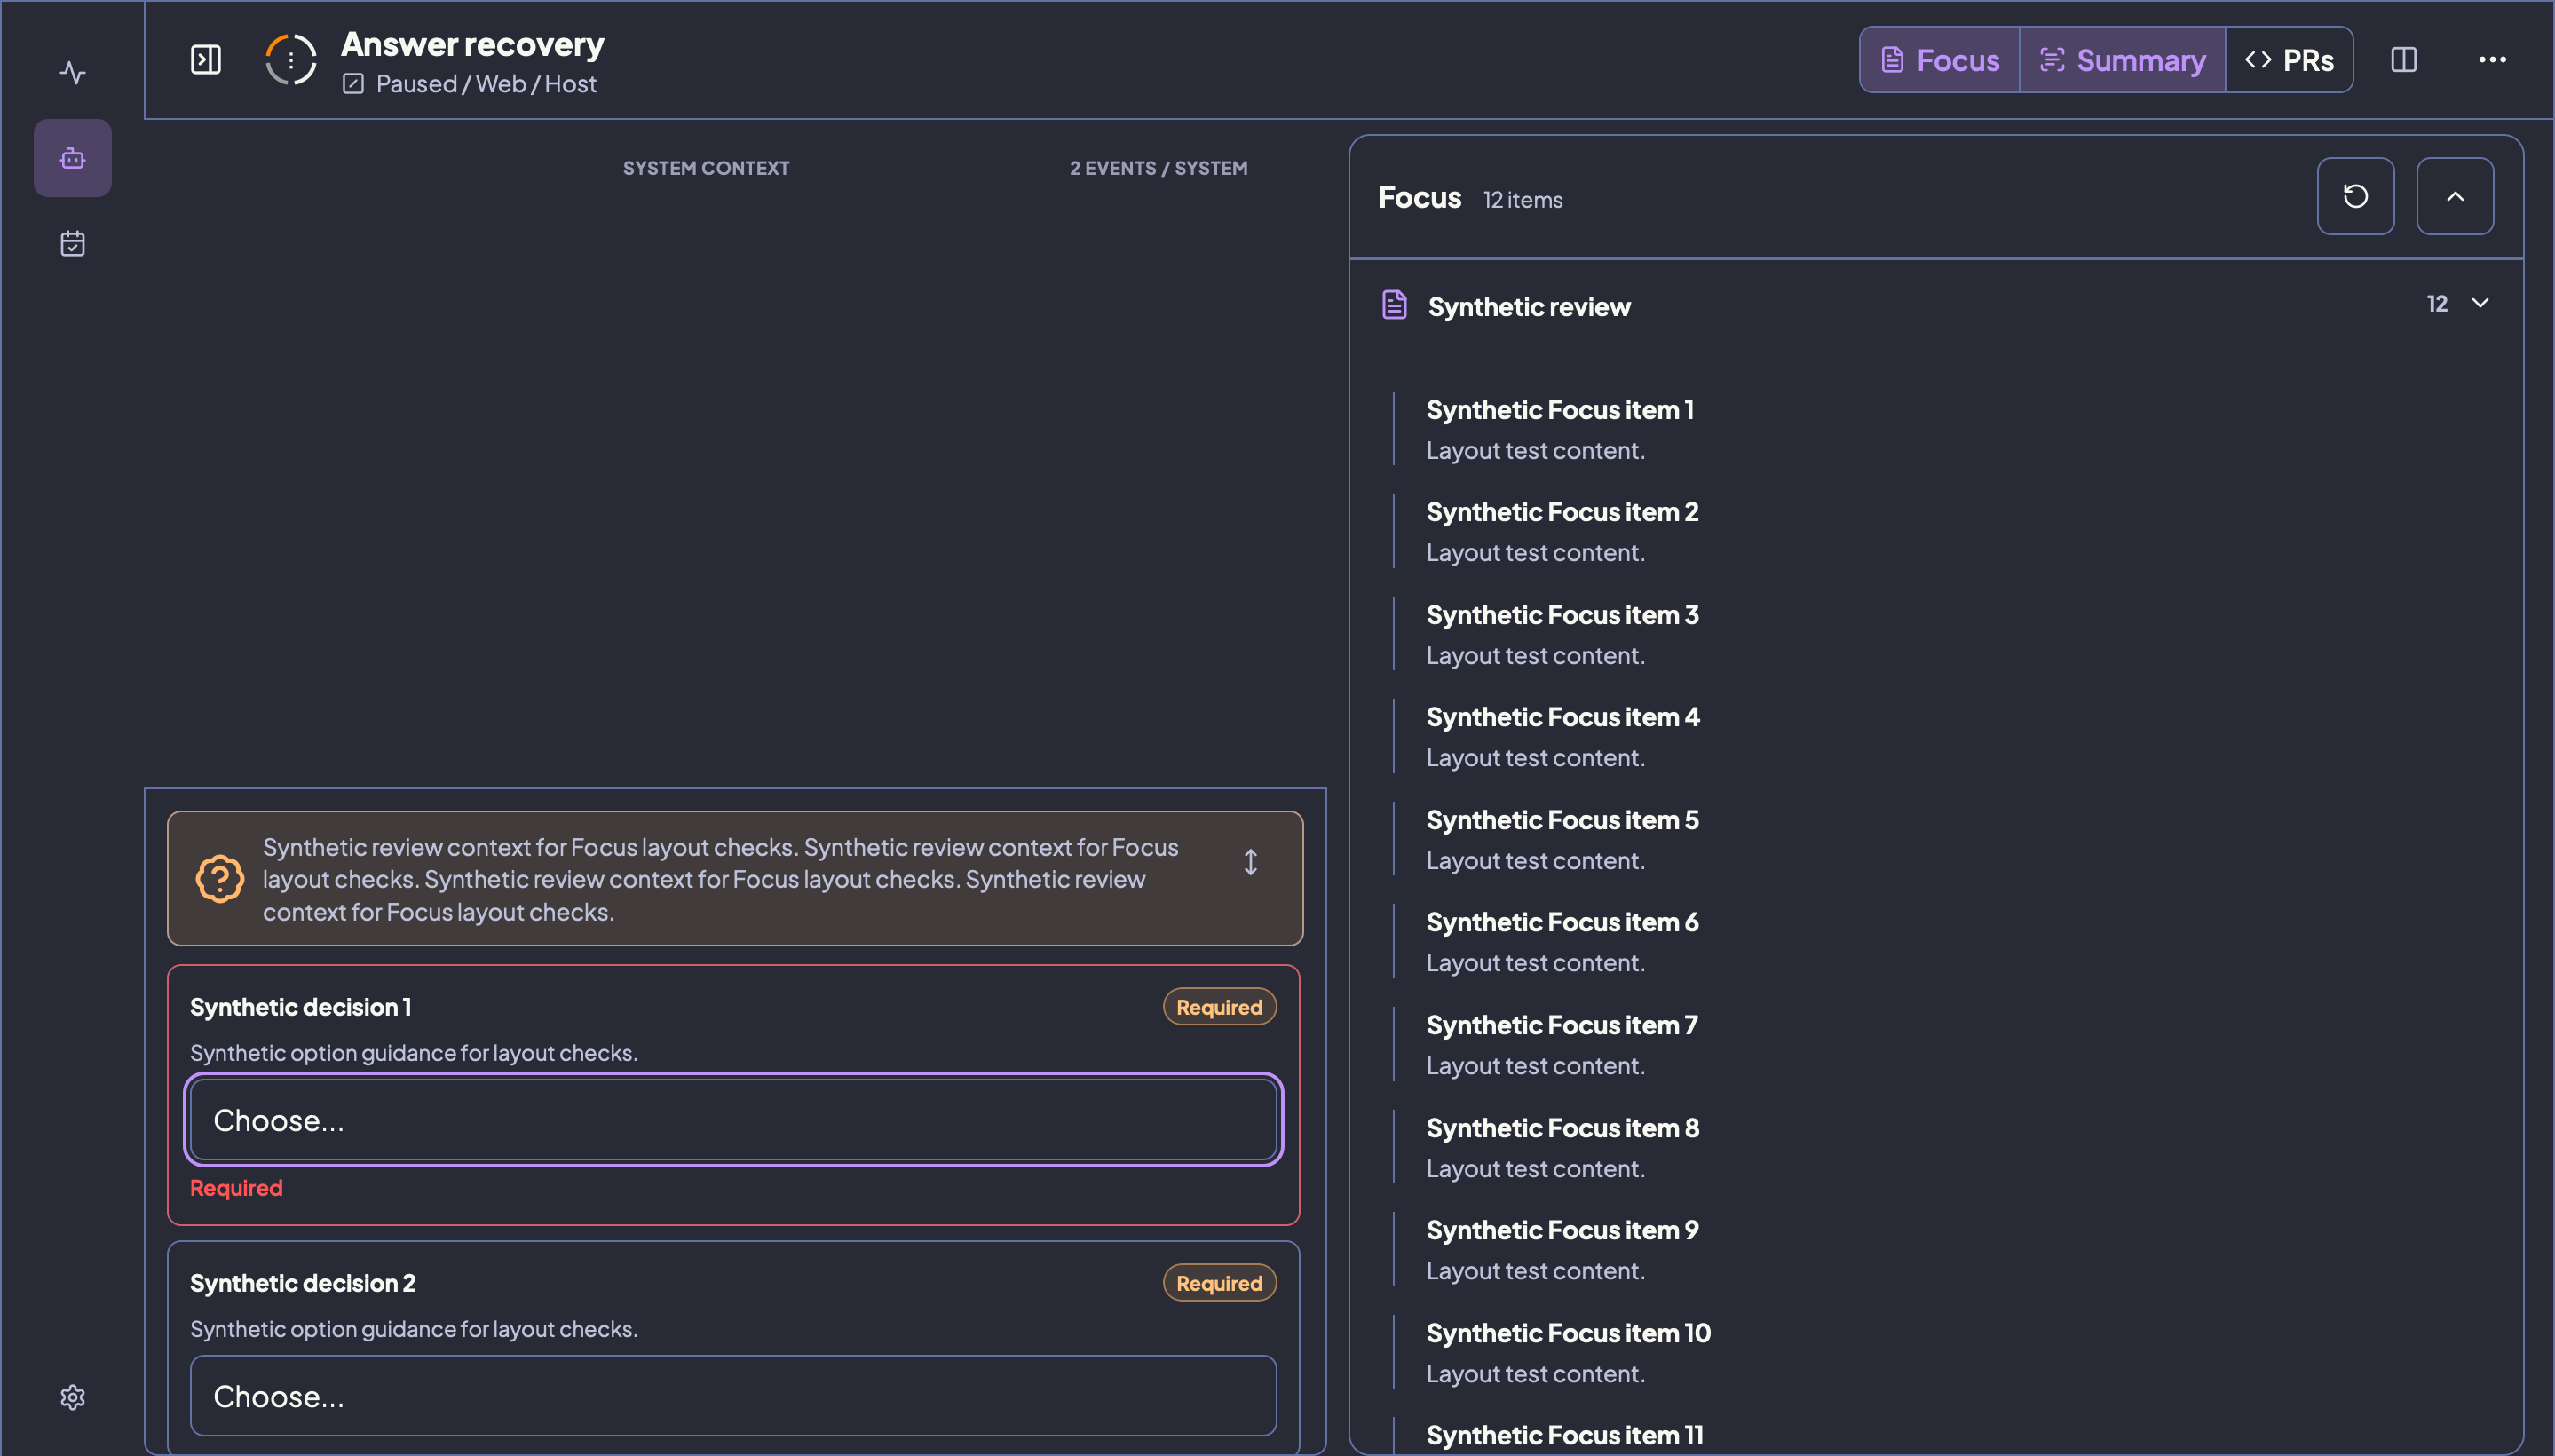 Answer recovery
Paused / Web / Host
Focus
Summary
PRs
SYSTEM CONTEXT
2 EVENTS / SYSTEM
Synthetic review context for Focus layout checks. Synthetic review context for Focus
layout checks. Synthetic review context for Focus layout checks. Synthetic review
context for Focus layout checks.
Synthetic decision 1
Required
Synthetic option guidance for layout checks.
Choose...
Required
Synthetic decision 2
Required
Synthetic option guidance for layout checks.
Choose...
Focus 12 items
Synthetic review
12
Synthetic Focus item 1
Layout test content.
Synthetic Focus item 2
Layout test content.
Synthetic Focus item 3
Layout test content.
Synthetic Focus item 4
Layout test content.
Synthetic Focus item 5
Layout test content.
Synthetic Focus item 6
Layout test content.
Synthetic Focus item 7
Layout test content.
Synthetic Focus item 8
Layout test content.
Synthetic Focus item 9
Layout test content.
Synthetic Focus item 10
Layout test content.
Synthetic Focus item 11